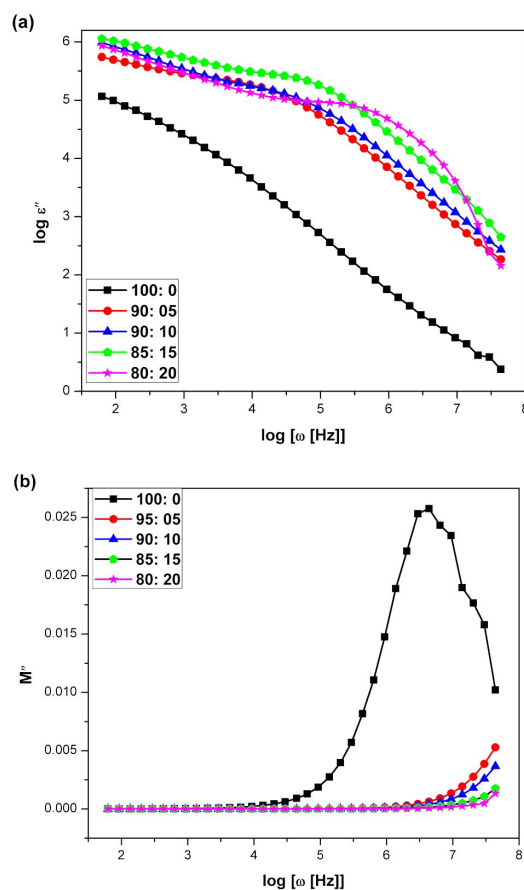 (a)
6
5
4
3
2
1
0
log ε″
100: 0
90: 05
90: 10
85: 15
80: 20
2 3 4 5 6 7 8
log [ω [Hz]]
(b)
0.025
0.020
0.015
0.010
0.005
0.000
M″
100: 0
95: 05
90: 10
85: 15
80: 20
2 3 4 5 6 7 8
log [ω [Hz]]